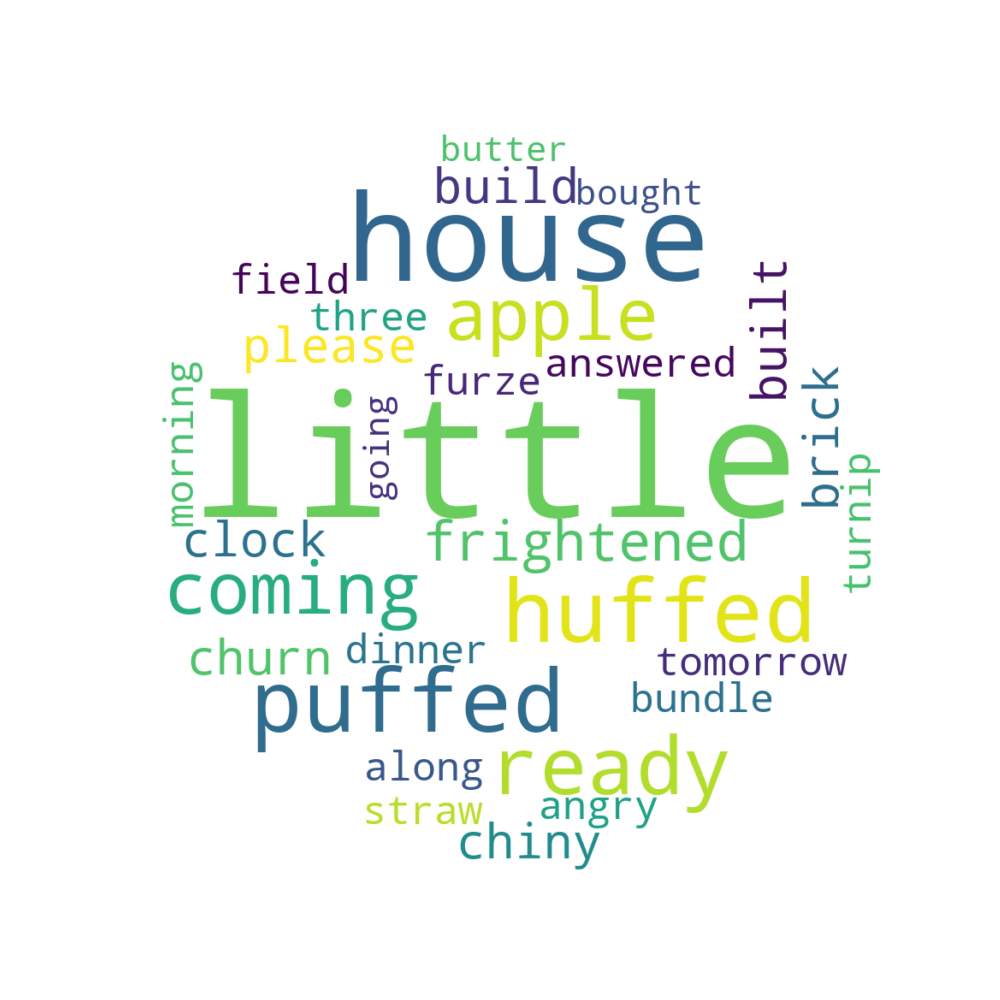 butter
build
bought
house
field
built
apple
three
please
answered
morning
furze
brick
little
going
turnip
clock
frightened
coming
huffed
churn
dinner
tomorrow
puffed
bundle
along
ready
straw
angry
chiny